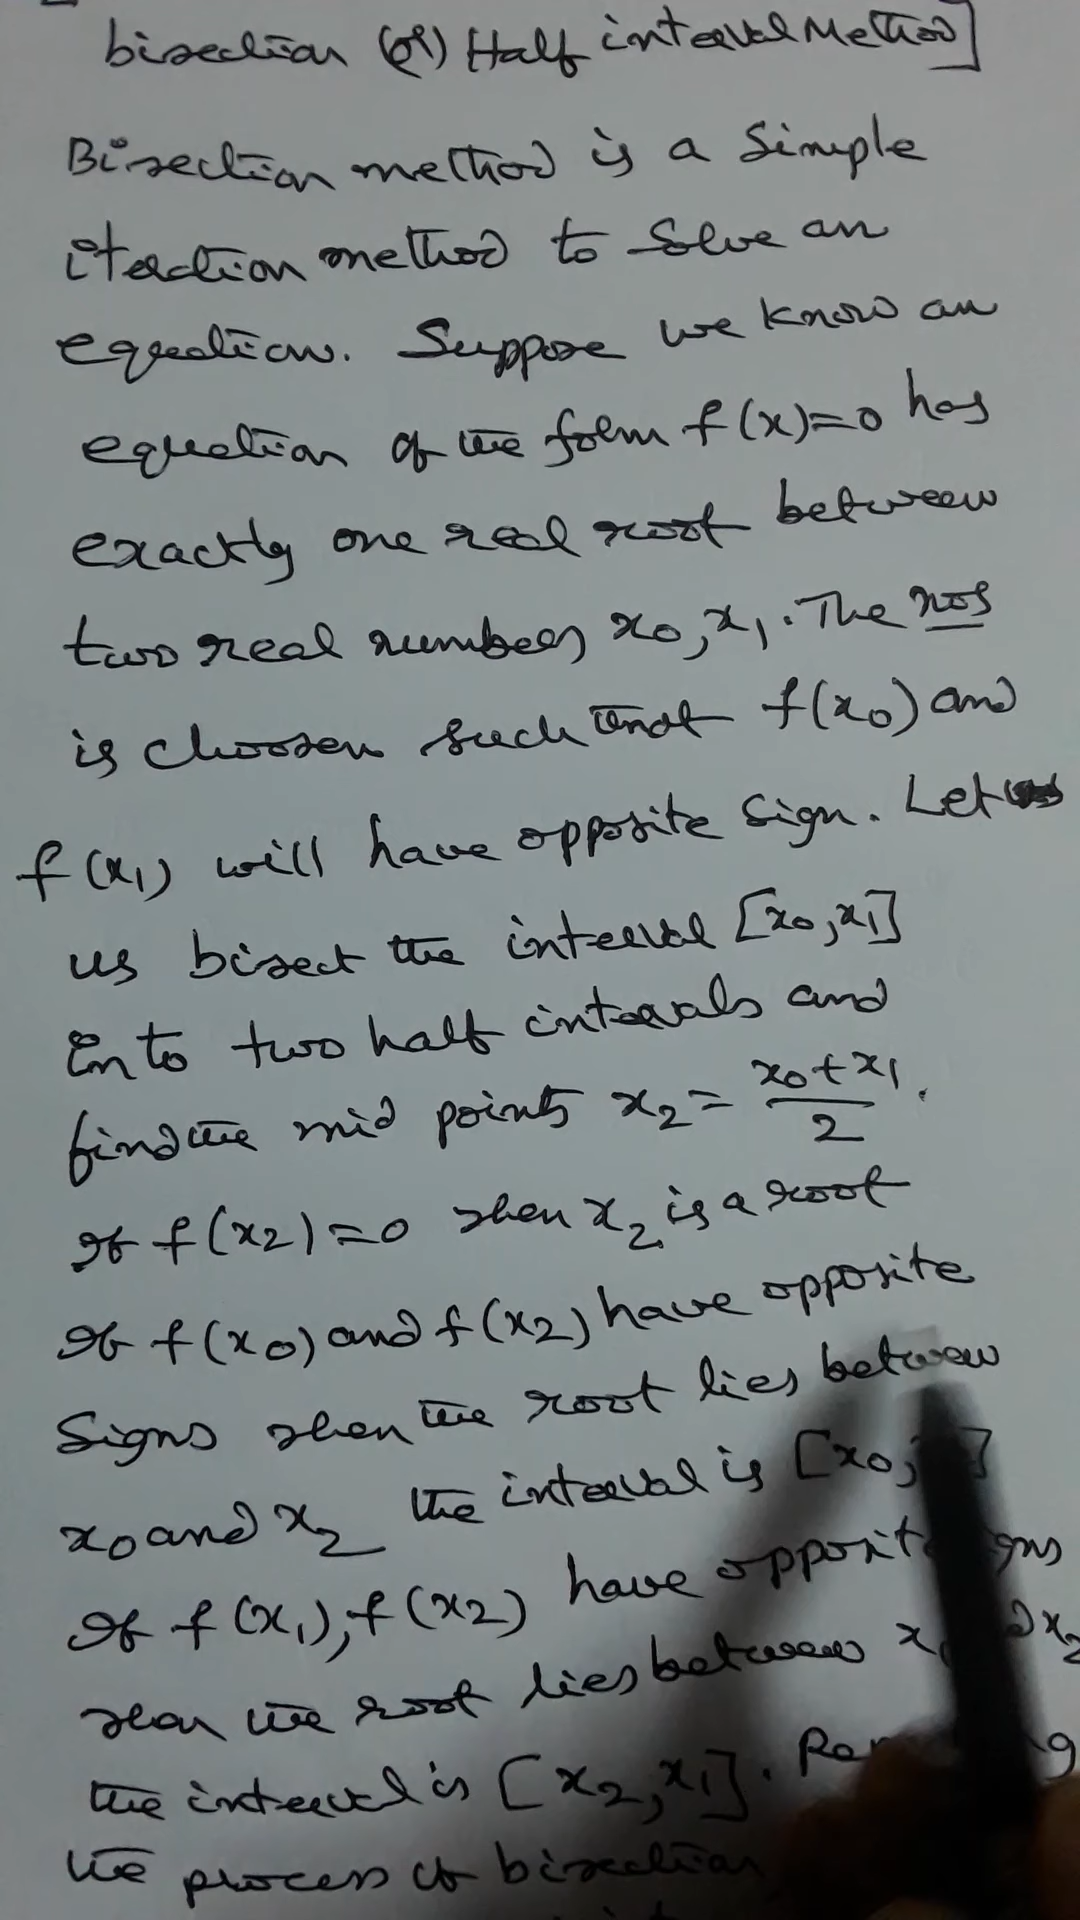 bisection (or) Half interval Method]
Bisection method is a simple
iteration method to solve an
equation. Suppose we know an
equation of the form f(x)=0 has
exactly one real root between
two real numbers x0, x1. The nos
is choosen such that f(x0) and
f(x1) will have opposite sign. Let
us bisect the interval [x0, x1]
into two half intervals and
find the mid points x2 = (x0+x1)/2.
If f(x2)=0 then x2 is a root
If f(x0) and f(x2) have opposite
Signs then the root lies between
x0 and x2 the interval is [x0, ]
If f(x1), f(x2) have opposite
then the root lies between x2
the interval is [x2, x1].
the process of bisection